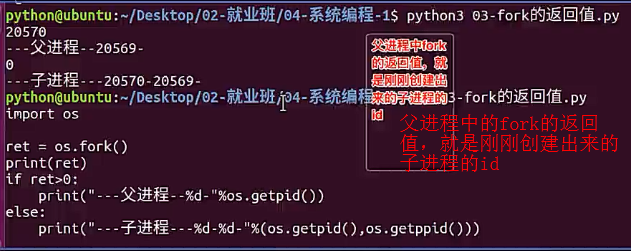 python@ubuntu:~/Desktop/02-就业班/04-系统编程-1$ python3 03-fork的返回值.py
20570
---父进程--20569-
0
---子进程---20570-20569-
python@ubuntu:~/Desktop/02-就业班/04-系统编程 3-fork的返回值.py
import os
ret = os.fork()
print(ret)
if ret>0:
    print("---父进程--%d-"%os.getpid())
else:
    print("---子进程---%d-%d-"%(os.getpid(),os.getppid()))
父进程中fork
的返回值，就
是刚刚创建出
来的子进程的
id
父进程中的fork的返回
值，就是刚刚创建出来的
子进程的id